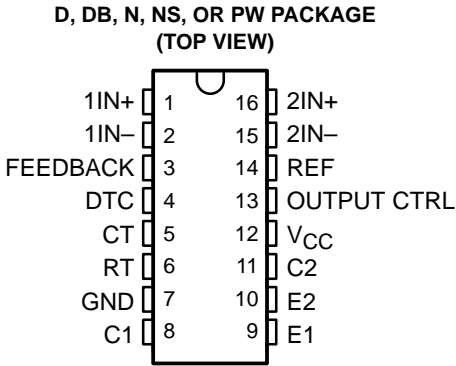 D, DB, N, NS, OR PW PACKAGE
(TOP VIEW)
1IN+ 1 16 2IN+
1IN– 2 15 2IN–
FEEDBACK 3 14 REF
DTC 4 13 OUTPUT CTRL
CT 5 12 VCC
RT 6 11 C2
GND 7 10 E2
C1 8 9 E1